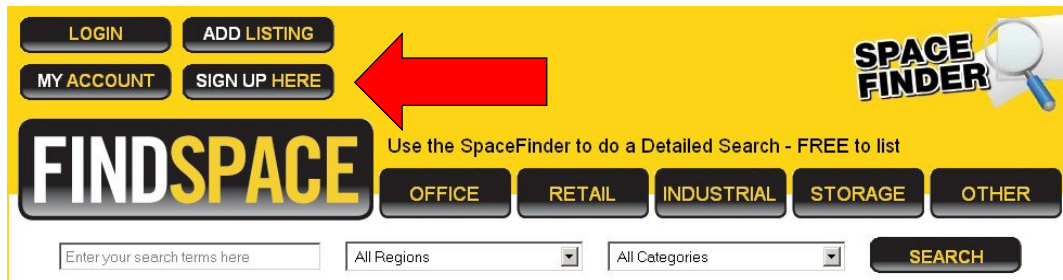 LOGIN ADD LISTING
MY ACCOUNT SIGN UP HERE
SPACE
FINDER
FINDSPACE
Use the SpaceFinder to do a Detailed Search - FREE to list
OFFICE RETAIL INDUSTRIAL STORAGE OTHER
Enter your search terms here All Regions All Categories SEARCH